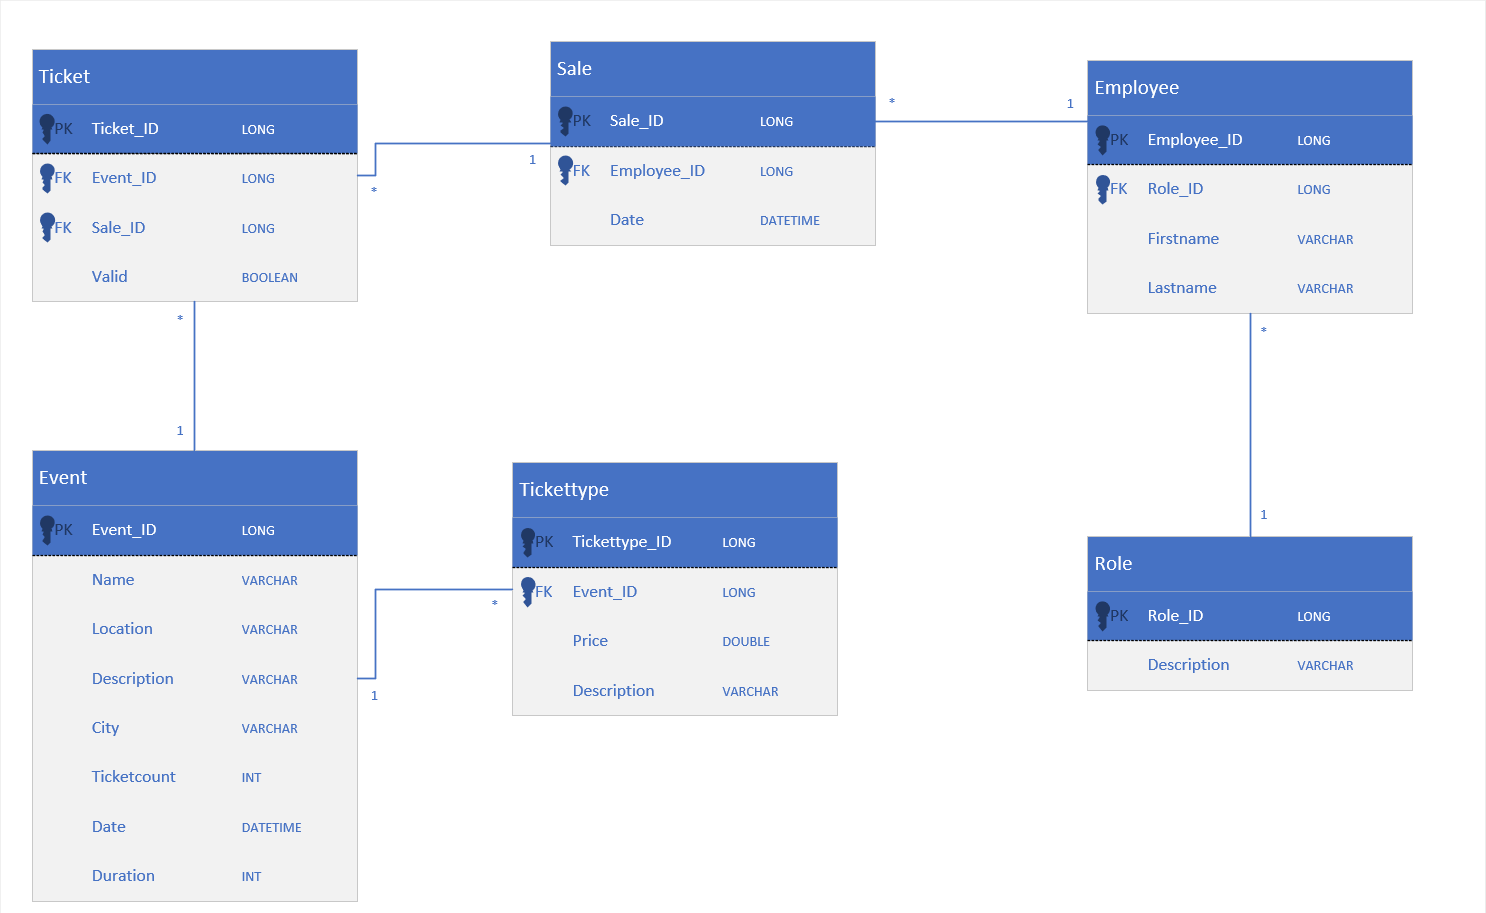 Ticket
PK Ticket_ID LONG
FK Event_ID LONG
FK Sale_ID LONG
Valid BOOLEAN
Sale
PK Sale_ID LONG
FK Employee_ID LONG
Date DATETIME
Employee
PK Employee_ID LONG
FK Role_ID LONG
Firstname VARCHAR
Lastname VARCHAR
* 1
1
*
*
1
*
1
Event
PK Event_ID LONG
Name VARCHAR
Location VARCHAR
Description VARCHAR
City VARCHAR
Ticketcount INT
Date DATETIME
Duration INT
*
1
Tickettype
PK Tickettype_ID LONG
FK Event_ID LONG
Price DOUBLE
Description VARCHAR
Role
PK Role_ID LONG
Description VARCHAR